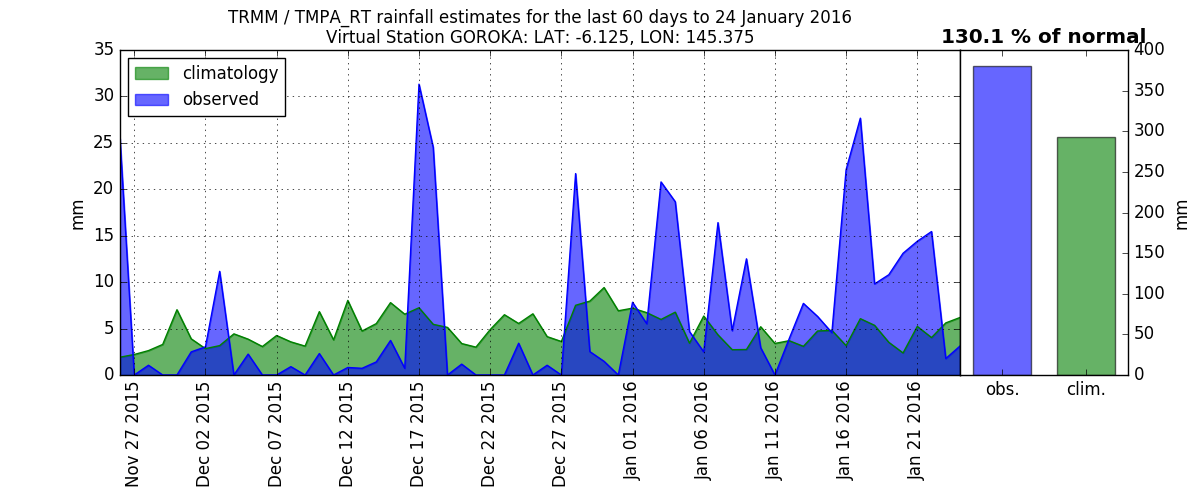 TRMM / TMPA_RT rainfall estimates for the last 60 days to 24 January 2016
Virtual Station GOROKA: LAT: -6.125, LON: 145.375
130.1 % of normal
climatology
observed
35
30
25
20
15
10
5
0
mm
Nov 27 2015
Dec 02 2015
Dec 07 2015
Dec 12 2015
Dec 17 2015
Dec 22 2015
Dec 27 2015
Jan 01 2016
Jan 06 2016
Jan 11 2016
Jan 16 2016
Jan 21 2016
400
350
300
250
200
150
100
50
0
mm
obs.
clim.